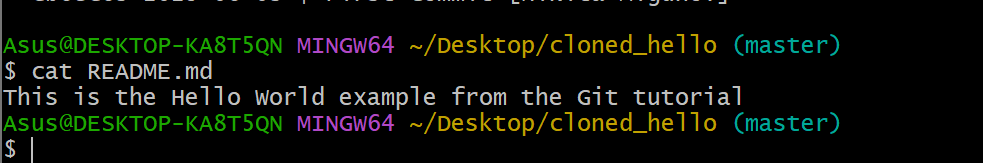 Asus@DESKTOP-KA8T5QN MINGW64 ~/Desktop/cloned_hello (master)
$ cat README.md
This is the Hello World example from the Git tutorial
Asus@DESKTOP-KA8T5QN MINGW64 ~/Desktop/cloned_hello (master)
$